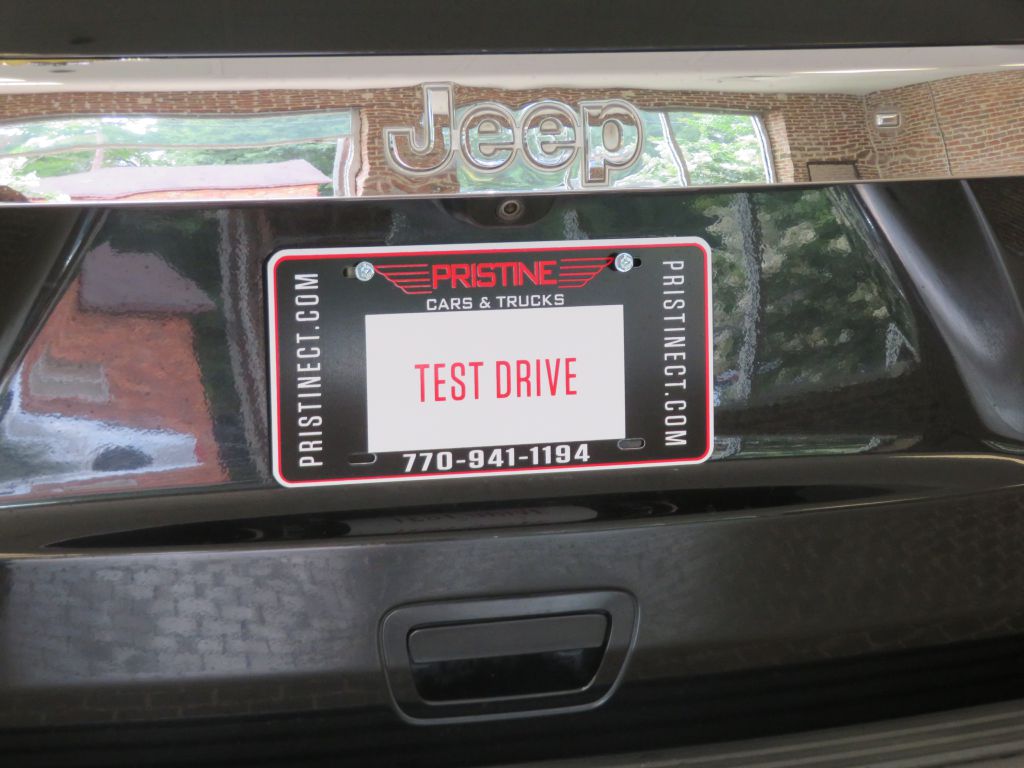 Jeep
PRISTINE
CARS & TRUCKS
PRISTINECT.COM
TEST DRIVE
PRISTINECT.COM
770-941-1194